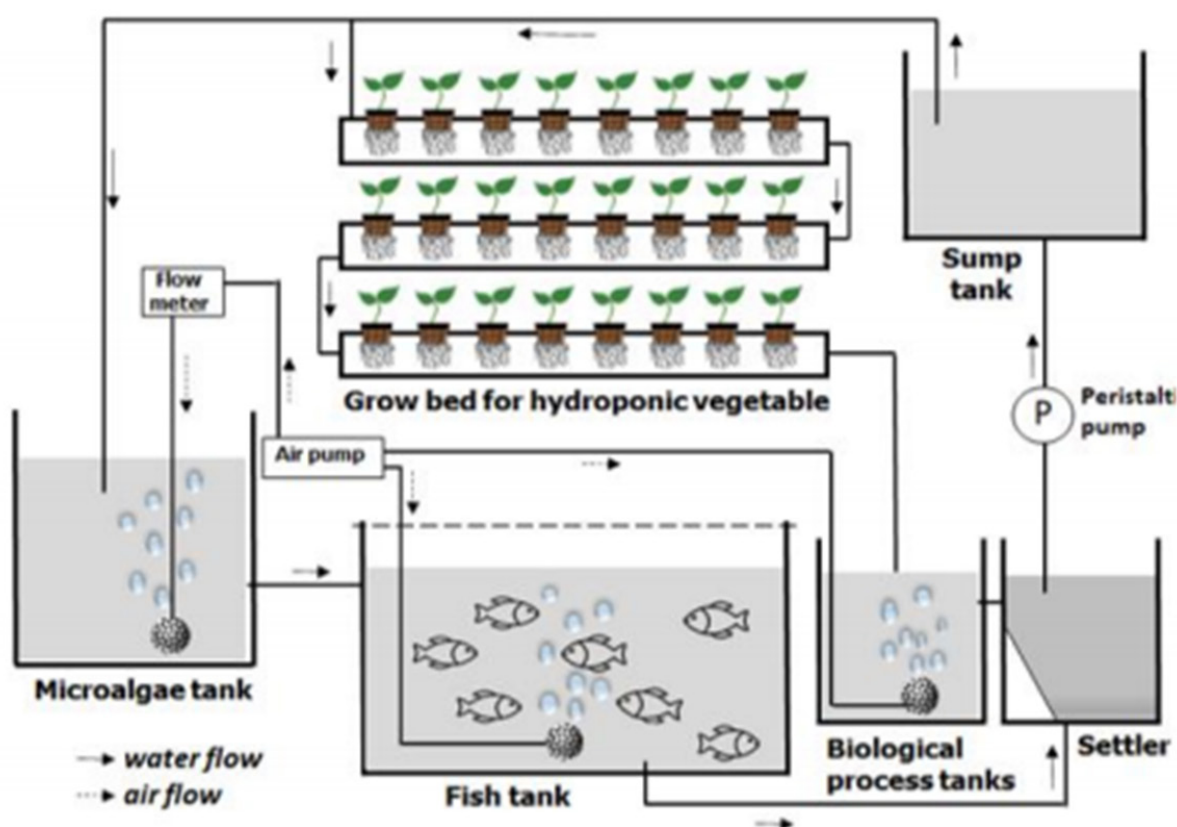 Sump
tank
Flow
meter
Grow bed for hydroponic vegetable
Peristalti
pump
P
Air pump
Microalgae tank
Biological
process tanks
Settler
water flow
air flow
Fish tank